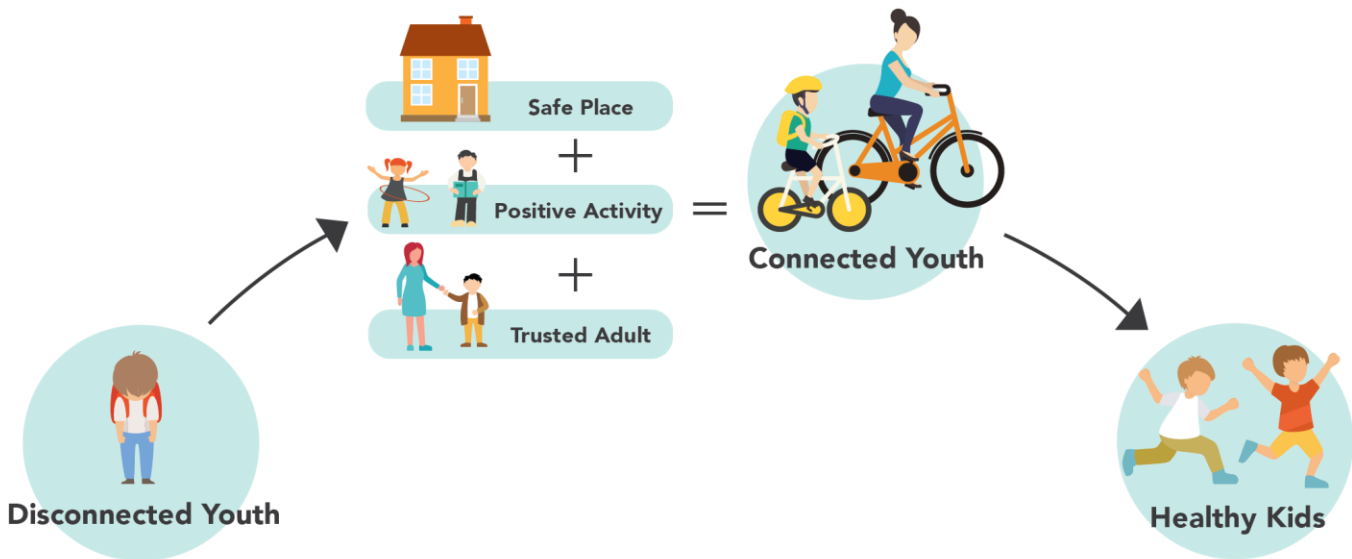 Disconnected Youth
Safe Place
+
Positive Activity
+
Trusted Adult
=
Connected Youth
Healthy Kids